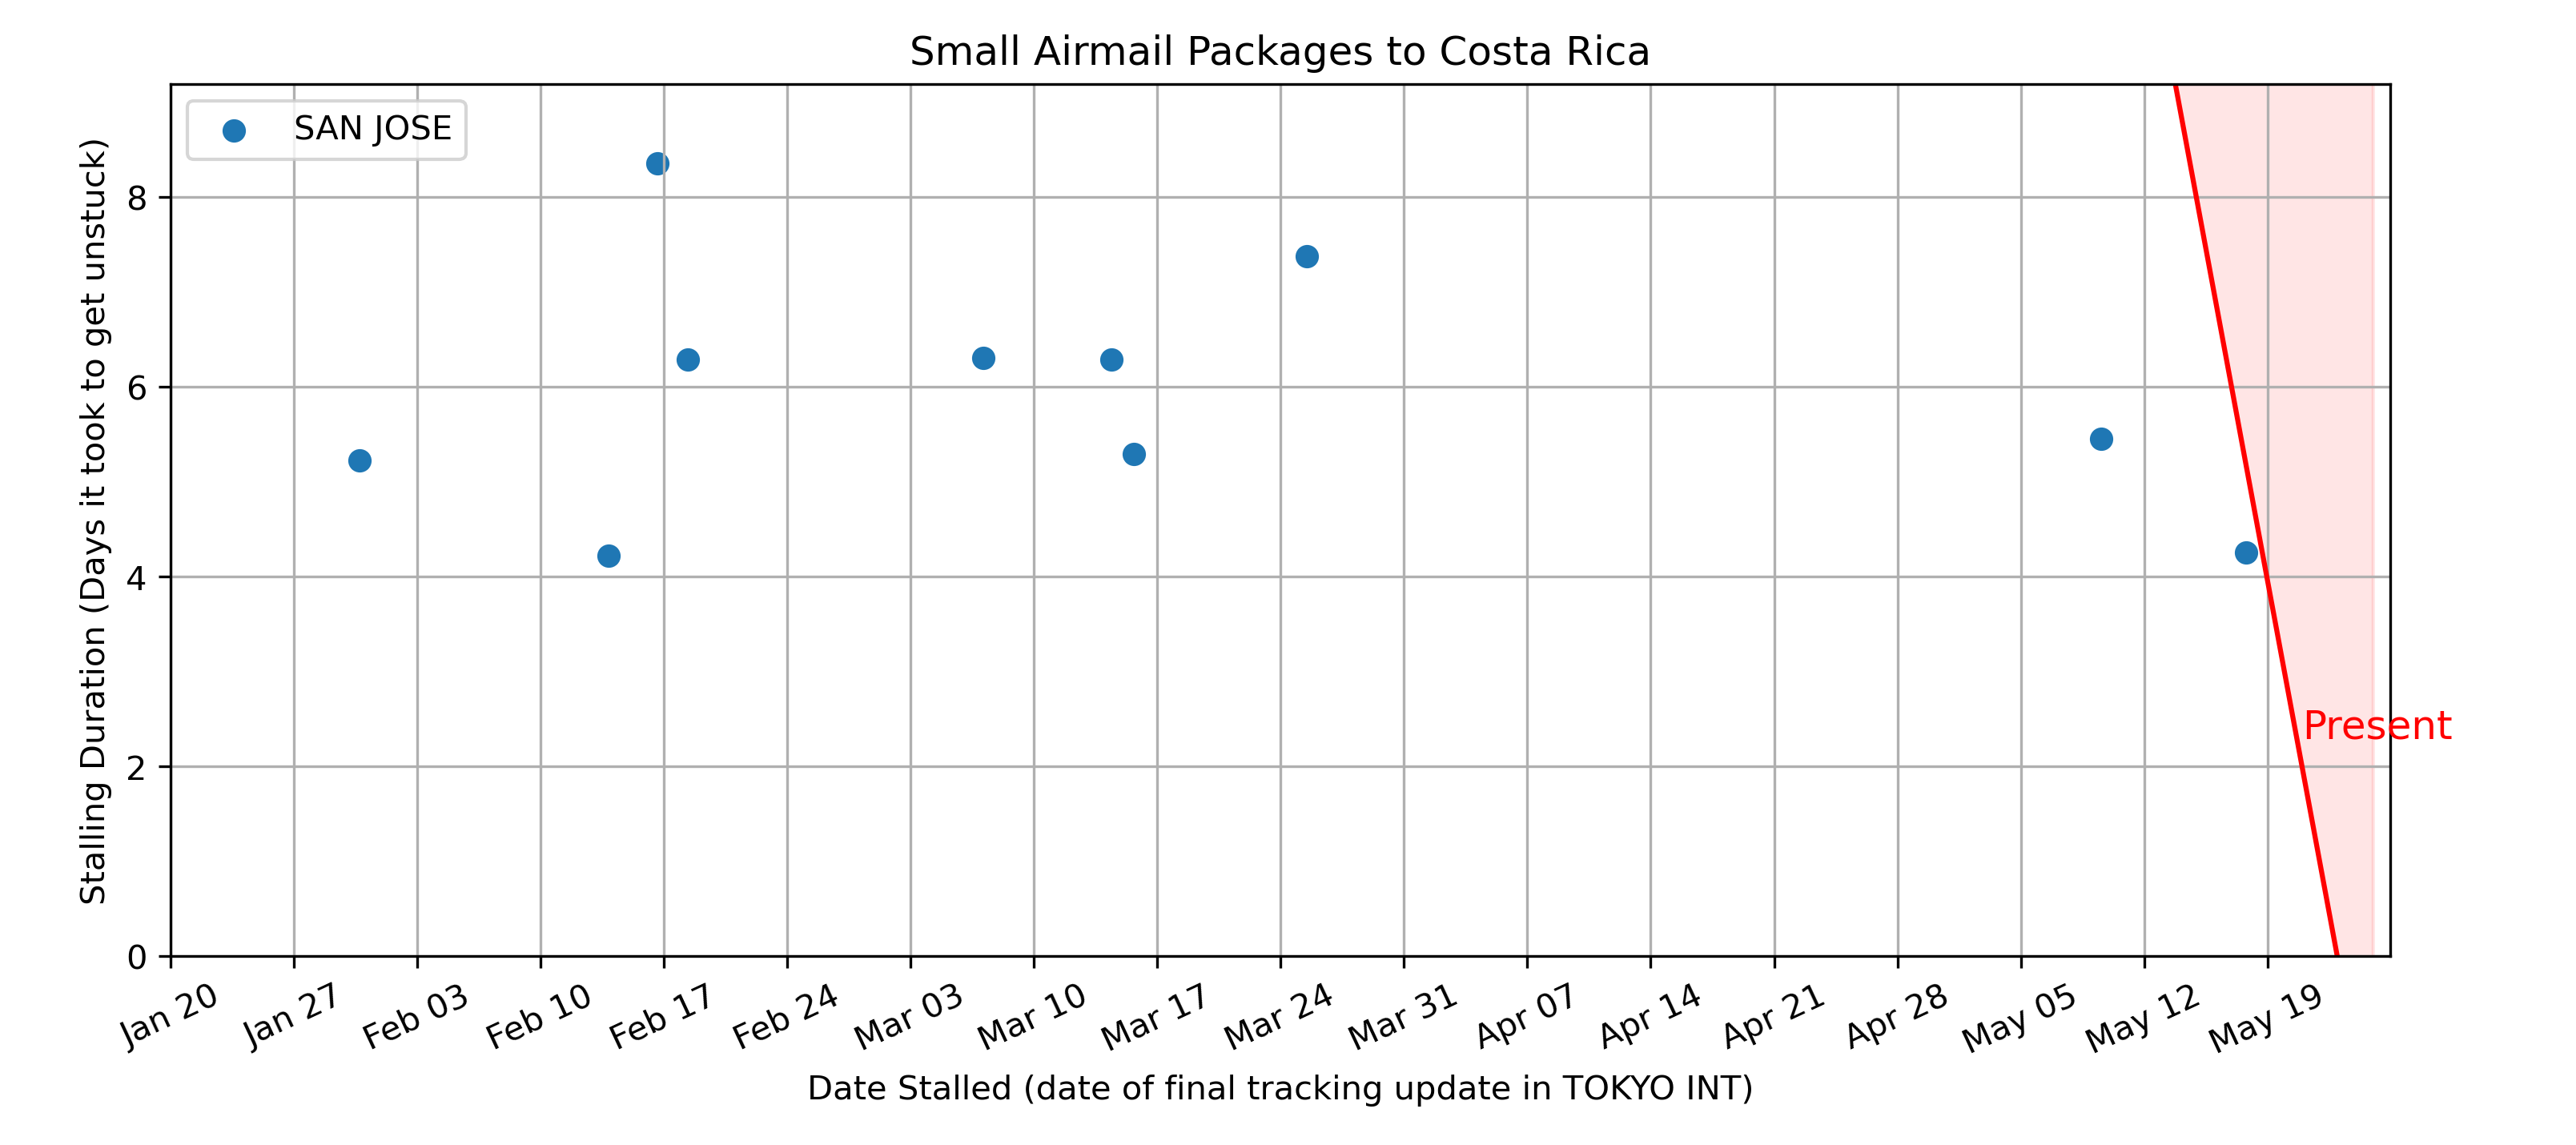 Small Airmail Packages to Costa Rica
SAN JOSE
Stalling Duration (Days it took to get unstuck)
8
6
4
2
0
Present
Jan 20
Jan 27
Feb 03
Feb 10
Feb 17
Feb 24
Mar 03
Mar 10
Mar 17
Mar 24
Mar 31
Apr 07
Apr 14
Apr 21
Apr 28
May 05
May 12
May 19
Date Stalled (date of final tracking update in TOKYO INT)